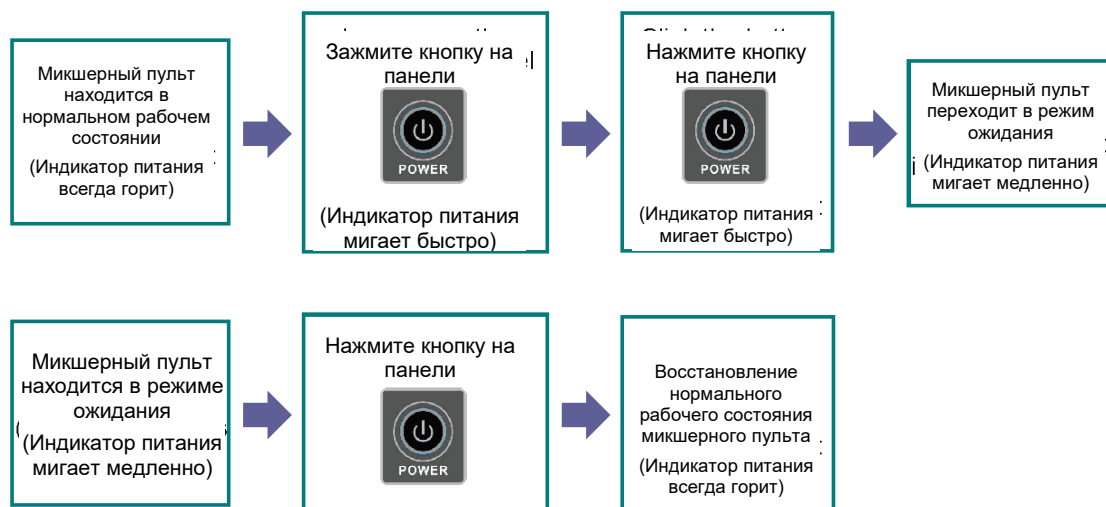 Микшерный пульт
находится в
нормальном рабочем
состоянии
(Индикатор питания
всегда горит)
Зажмите кнопку на
панели
POWER
(Индикатор питания
мигает быстро)
Нажмите кнопку
на панели
POWER
(Индикатор питания
мигает быстро)
Микшерный пульт
переходит в режим
ожидания
(Индикатор питания
мигает медленно)
Микшерный пульт
находится в режиме
ожидания
(Индикатор питания
мигает медленно)
Нажмите кнопку на
панели
POWER
Восстановление
нормального
рабочего состояния
микшерного пульта
(Индикатор питания
всегда горит)